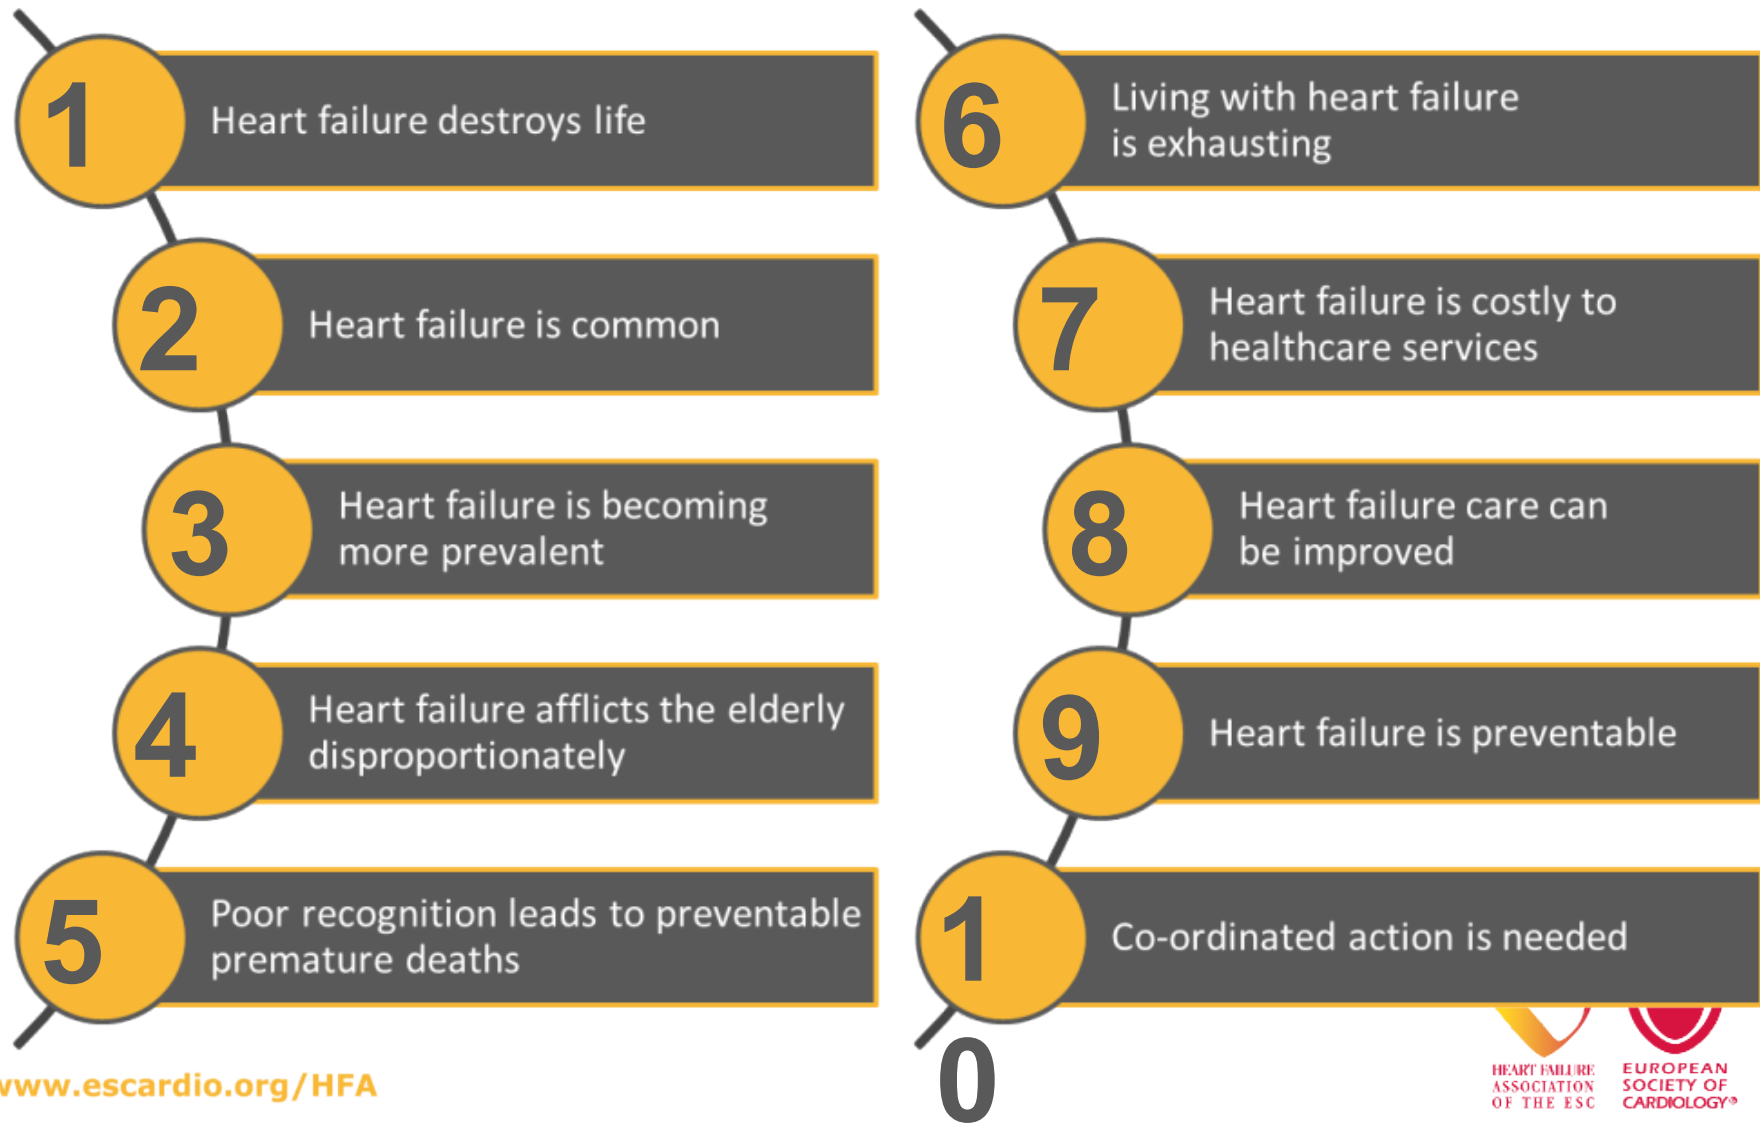 1
Heart failure destroys life
2
Heart failure is common
3
Heart failure is becoming
more prevalent
4
Heart failure afflicts the elderly
disproportionately
5
Poor recognition leads to preventable
premature deaths
6
Living with heart failure
is exhausting
7
Heart failure is costly to
healthcare services
8
Heart failure care can
be improved
9
Heart failure is preventable
1
0
Co-ordinated action is needed
www.escardio.org/HFA
HEART FAILURE
ASSOCIATION
OF THE ESC
EUROPEAN
SOCIETY OF
CARDIOLOGY®